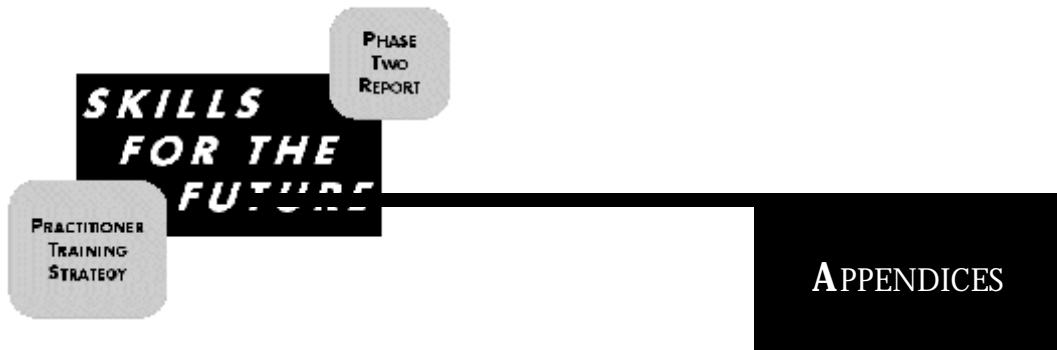 PHASE
TWO
REPORT
SKILLS
FOR THE
FUTURE
PRACTITIONER
TRAINING
STRATEGY
APPENDICES